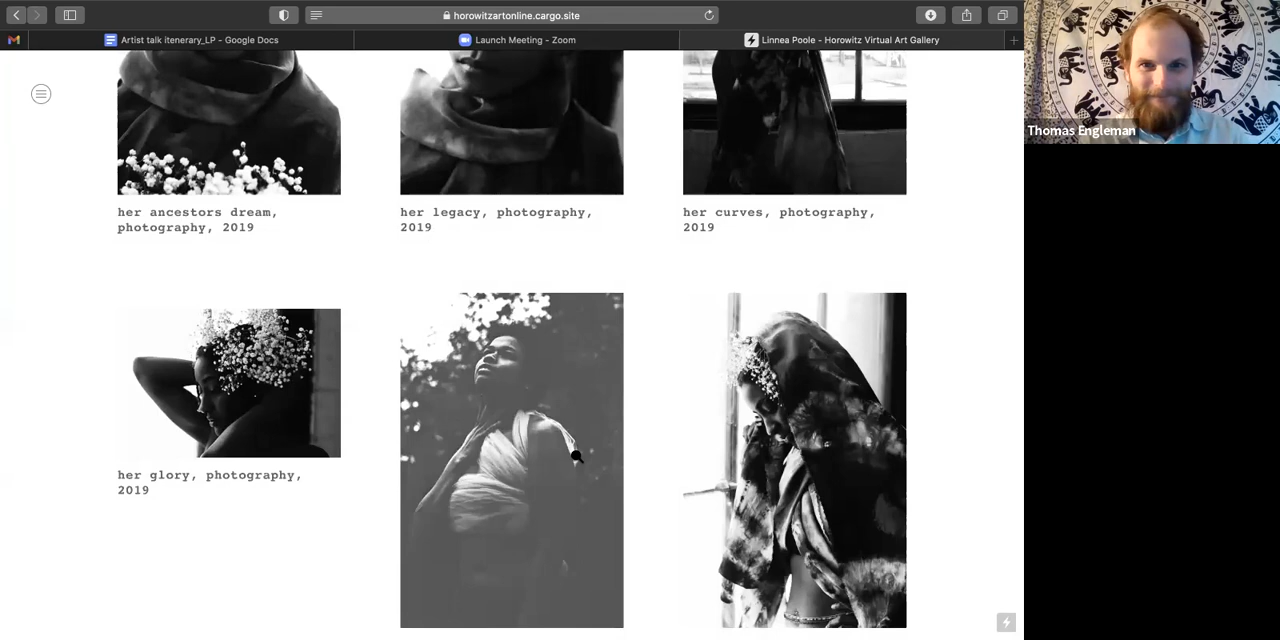 horowitzartonline.cargo.site
Artist talk itenerary_LP - Google Docs
Launch Meeting - Zoom
Linnea Poole - Horowitz Virtual Art Gallery
Thomas Engleman
her ancestors dream,
photography, 2019
her legacy, photography,
2019
her curves, photography,
2019
her glory, photography,
2019